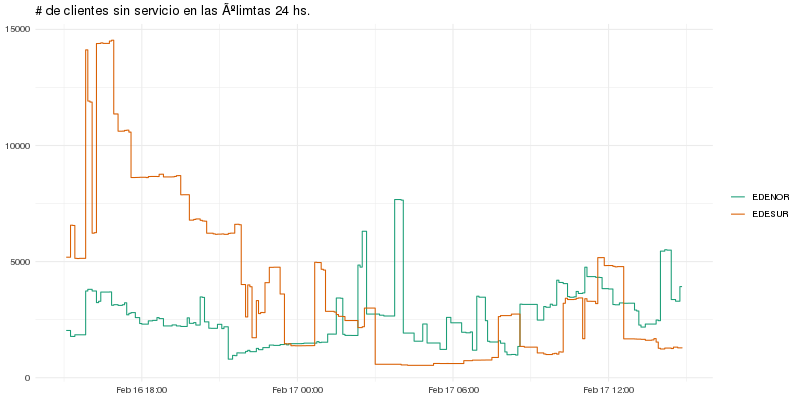 # de clientes sin servicio en las Ãºlimtas 24 hs.
15000
10000
5000
0
Feb 16 18:00
Feb 17 00:00
Feb 17 06:00
Feb 17 12:00
EDENOR
EDESUR